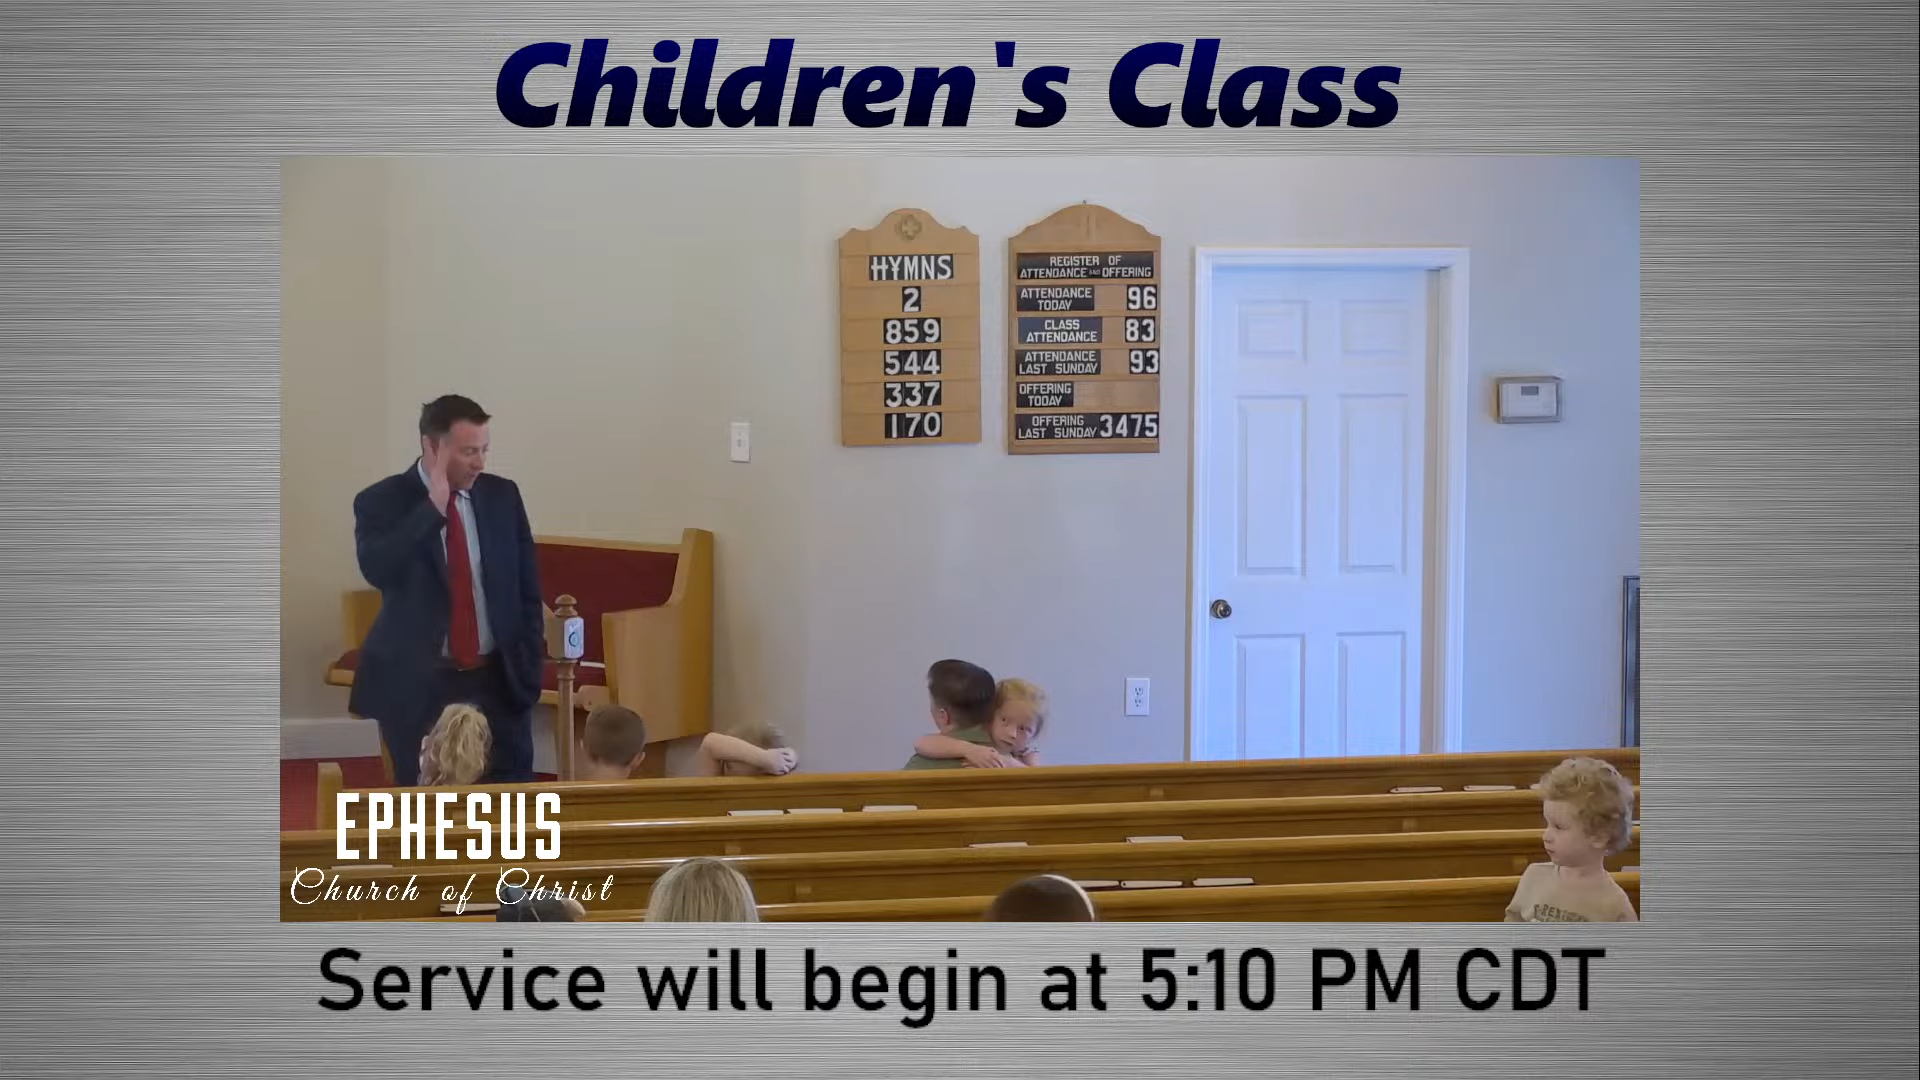 Children's Class
HYMNS
2
859
544
337
170
REGISTER OF
ATTENDANCE AND OFFERING
ATTENDANCE
TODAY 96
CLASS
ATTENDANCE 83
ATTENDANCE
LAST SUNDAY 93
OFFERING
TODAY
OFFERING
LAST SUNDAY 3475
EPHESUS
Church of Christ
Service will begin at 5:10 PM CDT